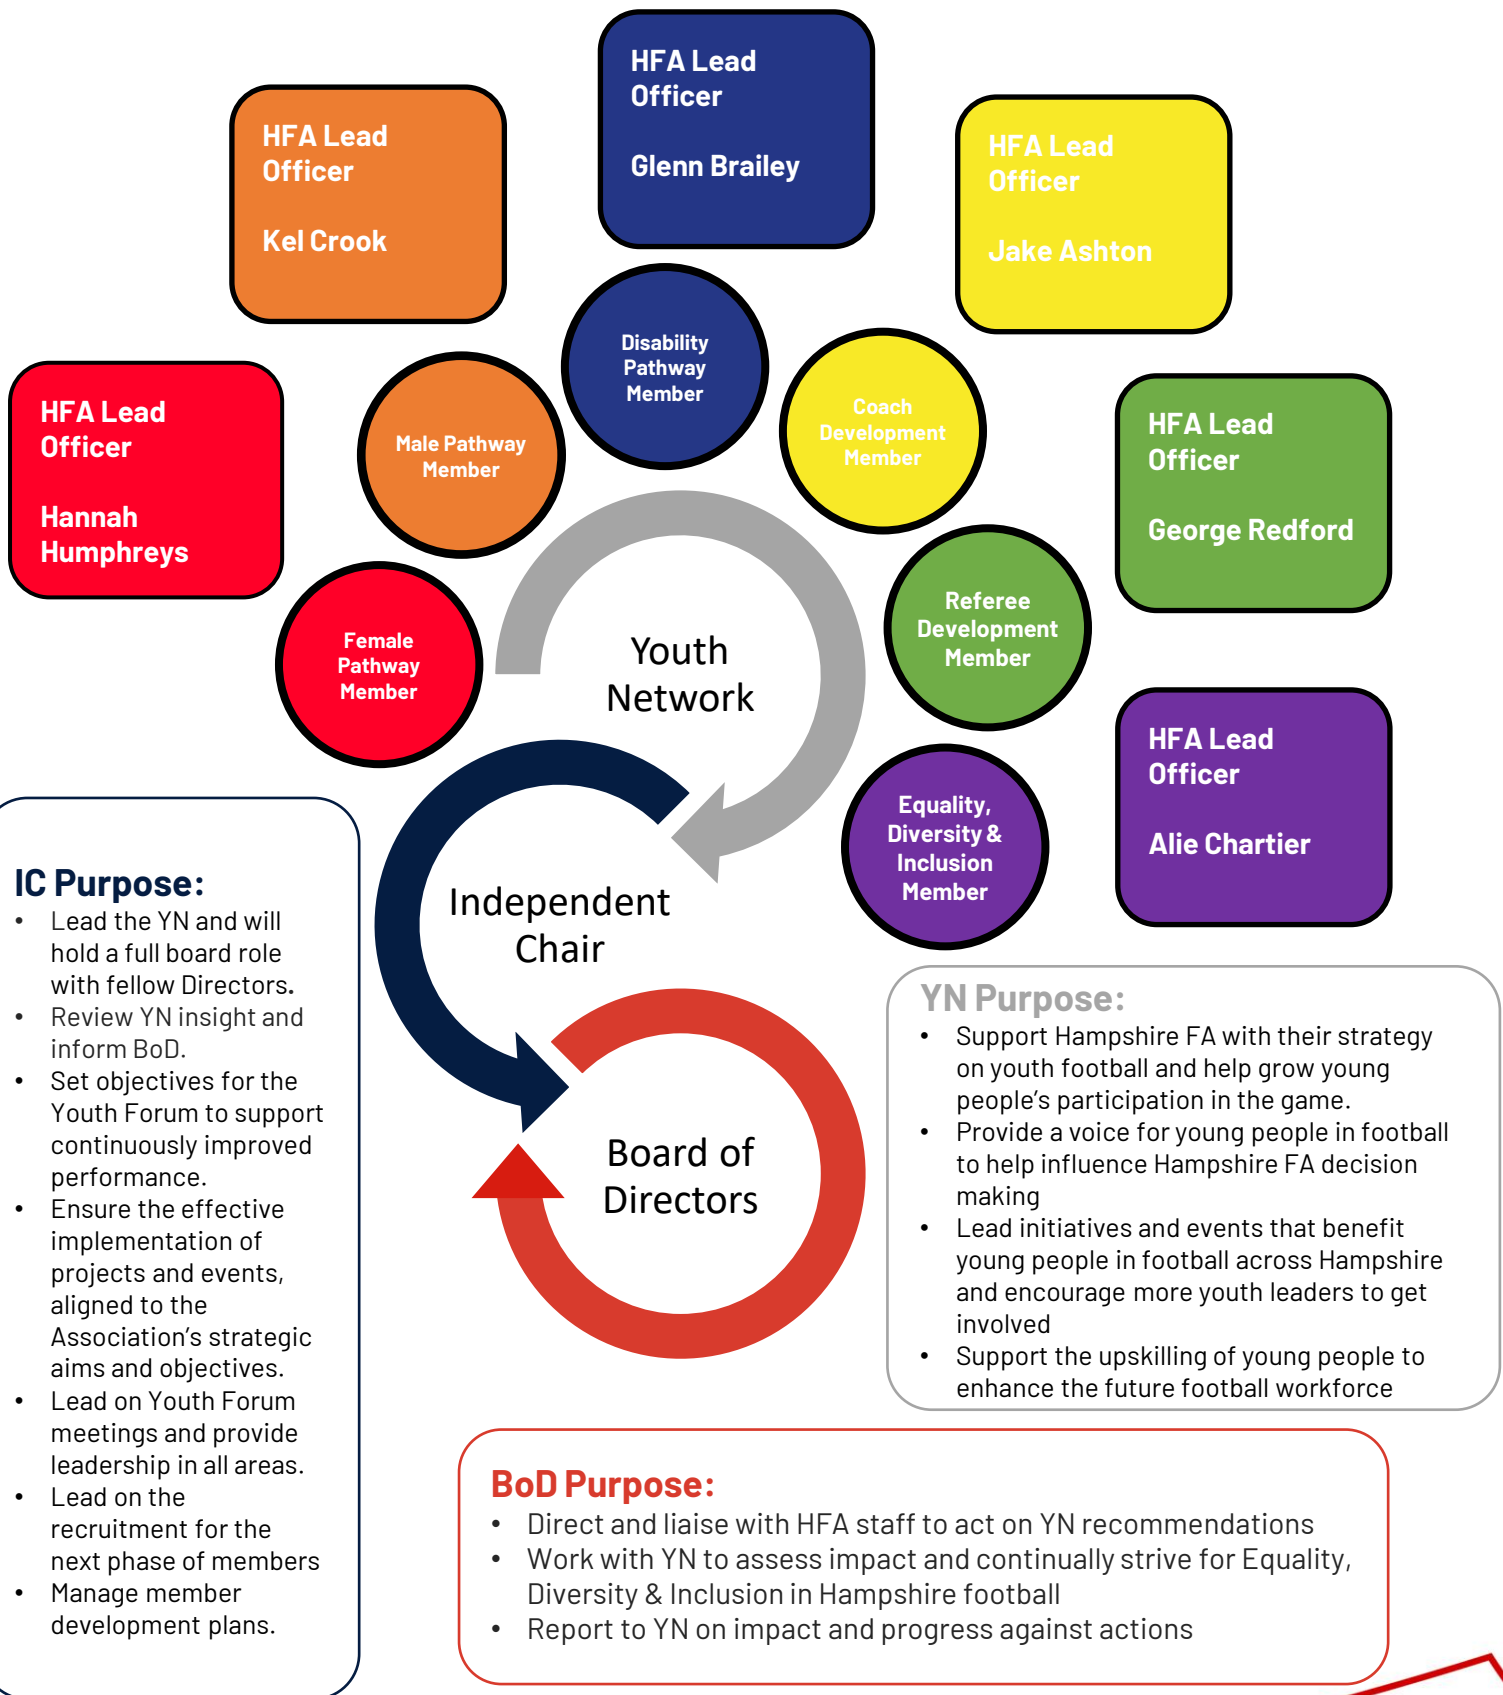 HFA Lead
Officer
Glenn Brailey
HFA Lead
Officer
Kel Crook
HFA Lead
Officer
Jake Ashton
HFA Lead
Officer
Hannah
Humphreys
HFA Lead
Officer
George Redford
HFA Lead
Officer
Alie Chartier
Disability
Pathway
Member
Male Pathway
Member
Coach
Development
Member
Female
Pathway
Member
Referee
Development
Member
Equality,
Diversity &
Inclusion
Member
Youth
Network
Independent
Chair
Board of
Directors
IC Purpose:
• Lead the YN and will
hold a full board role
with fellow Directors.
• Review YN insight and
inform BoD.
• Set objectives for the
Youth Forum to support
continuously improved
performance.
• Ensure the effective
implementation of
projects and events,
aligned to the
Association's strategic
aims and objectives.
• Lead on Youth Forum
meetings and provide
leadership in all areas.
• Lead on the
recruitment for the
next phase of members
• Manage member
development plans.
YN Purpose:
• Support Hampshire FA with their strategy
on youth football and help grow young
people's participation in the game.
• Provide a voice for young people in football
to help influence Hampshire FA decision
making
• Lead initiatives and events that benefit
young people in football across Hampshire
and encourage more youth leaders to get
involved
• Support the upskilling of young people to
enhance the future football workforce
BoD Purpose:
• Direct and liaise with HFA staff to act on YN recommendations
• Work with YN to assess impact and continually strive for Equality,
Diversity & Inclusion in Hampshire football
• Report to YN on impact and progress against actions